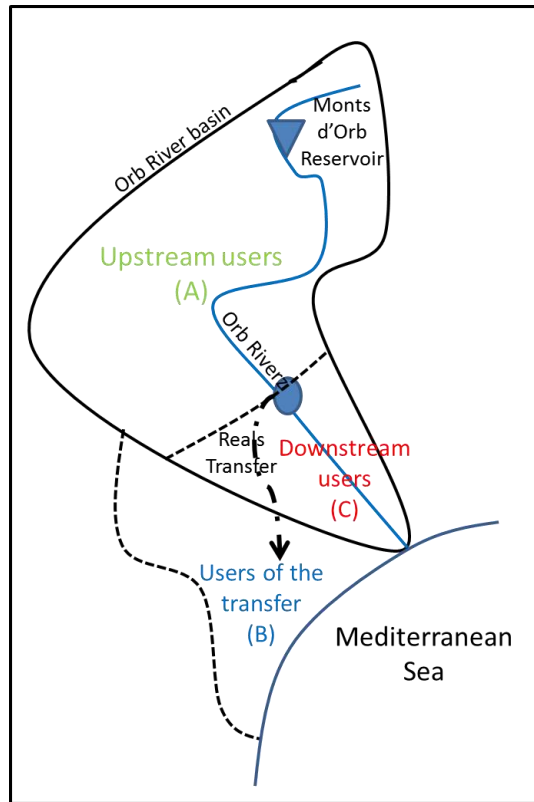 Monts
d'Orb
Reservoir
Orb River basin
Upstream users
(A)
Orb River
Reals
Transfer
Downstream
users
(C)
Users of the
transfer
(B)
Mediterranean
Sea